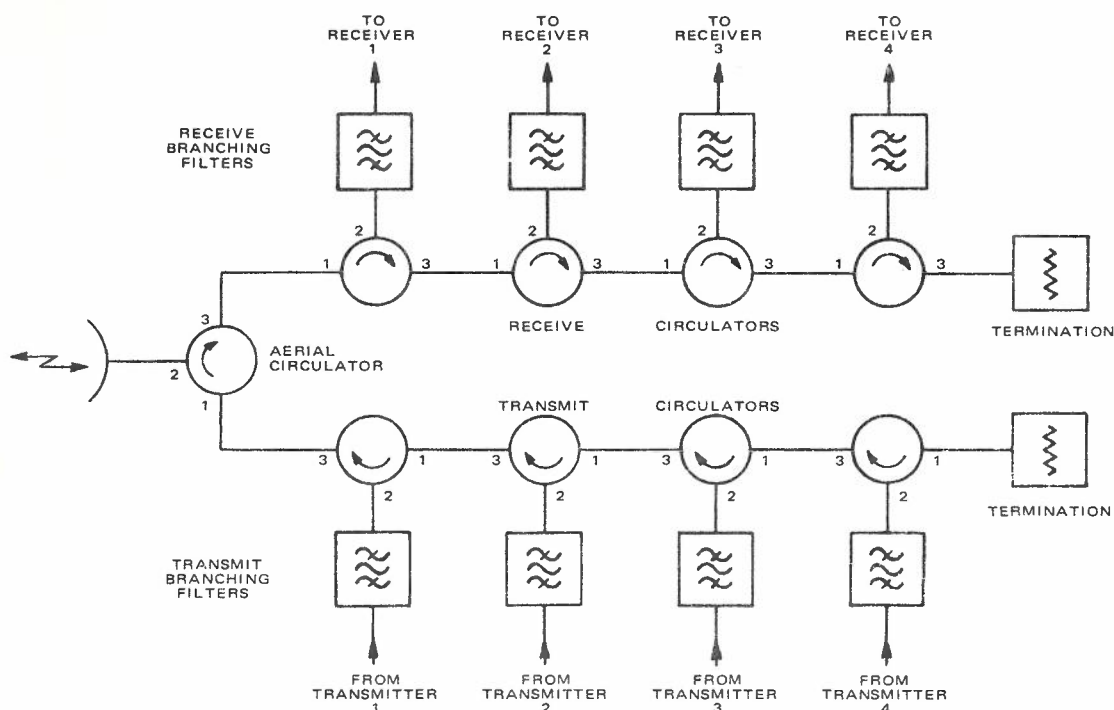 TO RECEIVER 1
TO RECEIVER 2
TO RECEIVER 3
TO RECEIVER 4
RECEIVE
BRANCHING
FILTERS
2 2 2 2
1 3 1 3 1 3 1 3
RECEIVE CIRCULATORS
TERMINATION
3
AERIAL
CIRCULATOR
2
1
TRANSMIT CIRCULATORS
3 1 3 1 3 1 3 1
2 2 2 2
TERMINATION
TRANSMIT
BRANCHING
FILTERS
FROM TRANSMITTER 1
FROM TRANSMITTER 2
FROM TRANSMITTER 3
FROM TRANSMITTER 4